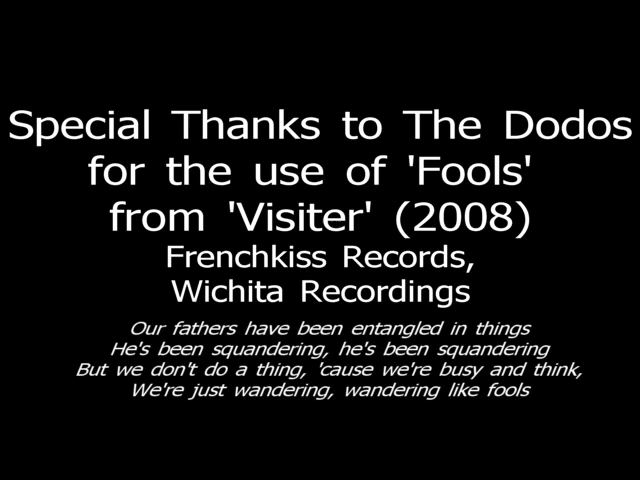 Special Thanks to The Dodos
for the use of 'Fools'
from 'Visiter' (2008)
Frenchkiss Records,
Wichita Recordings
Our fathers have been entangled in things
He's been squandering, he's been squandering
But we don't do a thing, 'cause we're busy and think,
We're just wandering, wandering like fools